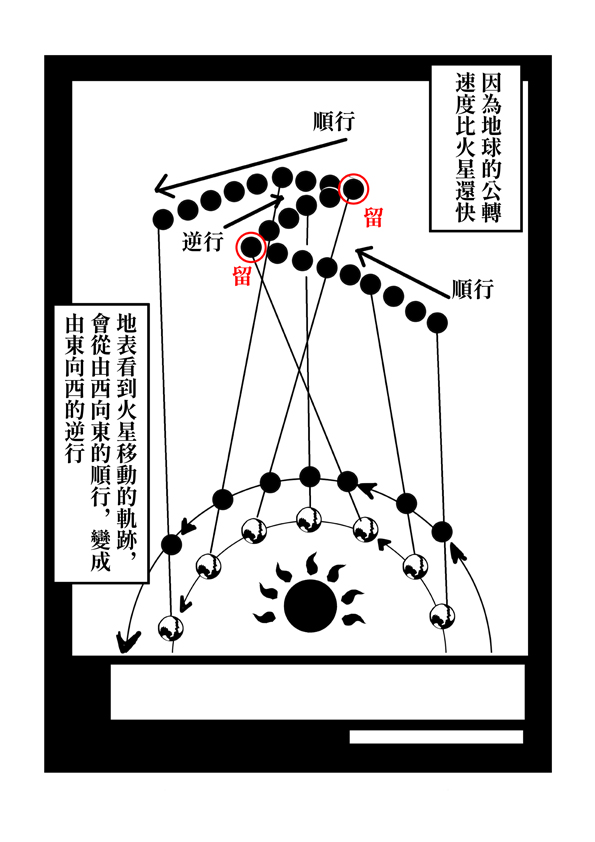 因為地球的公轉
速度比火星還快
順行
留
逆行
留
順行
地表看到火星移動的軌跡，
會從由西向東的順行，變成
由東向西的逆行